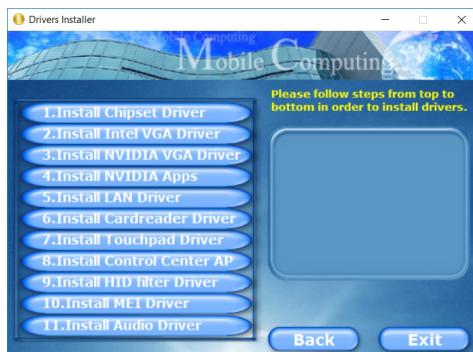 Drivers Installer
Mobile Computing
Mobile Computing
Please follow steps from top to
bottom in order to install drivers.
1.Install Chipset Driver
2.Install Intel VGA Driver
3.Install NVIDIA VGA Driver
4.Install NVIDIA Apps
5.Install LAN Driver
6.Install Cardreader Driver
7.Install Touchpad Driver
8.Install Control Center AP
9.Install HID filter Driver
10.Install MEI Driver
11.Install Audio Driver
Back
Exit